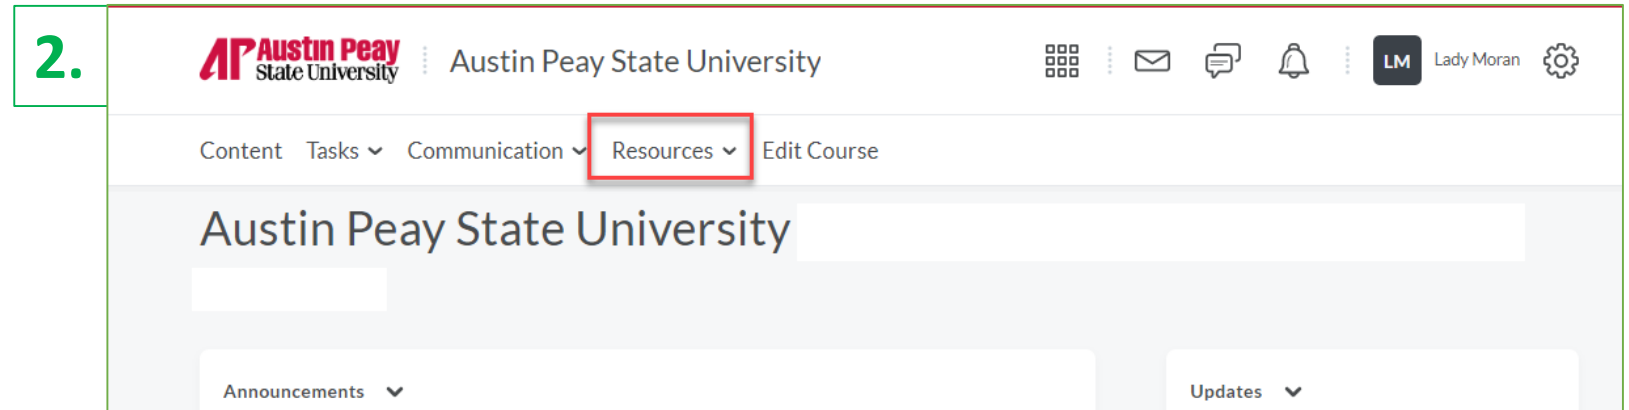 2.
Austin Peay
State University
Austin Peay State University
LM
Lady Moran
Content Tasks Communication Resources Edit Course
Austin Peay State University
Announcements
Updates